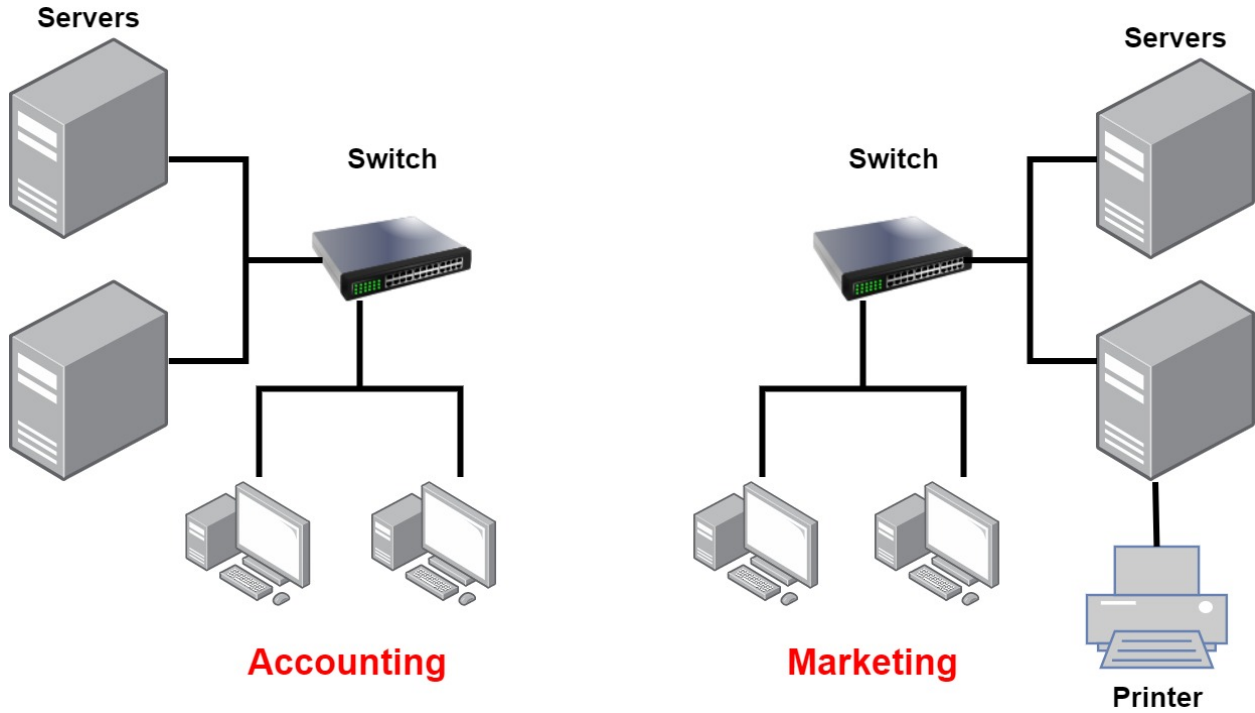 Servers
Servers
Switch
Switch
Accounting
Marketing
Printer